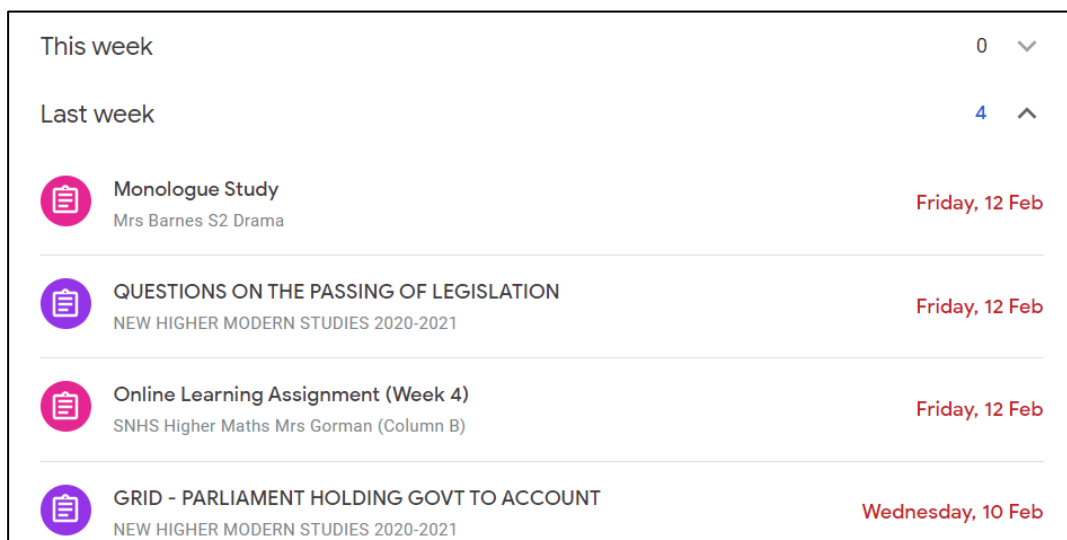 This week 0
Last week 4
Monologue Study
Mrs Barnes S2 Drama
Friday, 12 Feb
QUESTIONS ON THE PASSING OF LEGISLATION
NEW HIGHER MODERN STUDIES 2020-2021
Friday, 12 Feb
Online Learning Assignment (Week 4)
SNHS Higher Maths Mrs Gorman (Column B)
Friday, 12 Feb
GRID - PARLIAMENT HOLDING GOVT TO ACCOUNT
NEW HIGHER MODERN STUDIES 2020-2021
Wednesday, 10 Feb